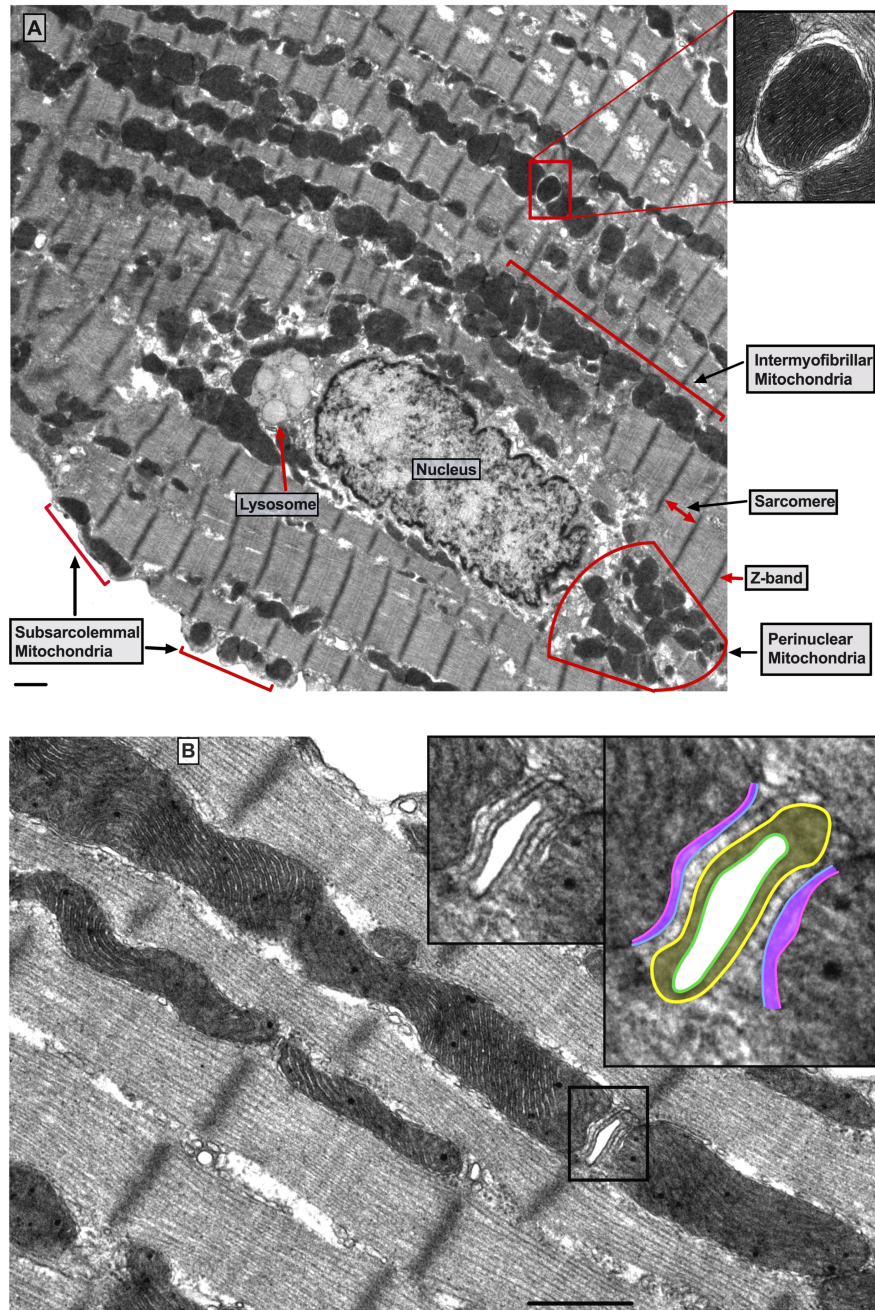 A
Intermyofibrillar
Mitochondria
Nucleus
Lysosome
Sarcomere
Z-band
Subsarcolemmal
Mitochondria
Perinuclear
Mitochondria
B